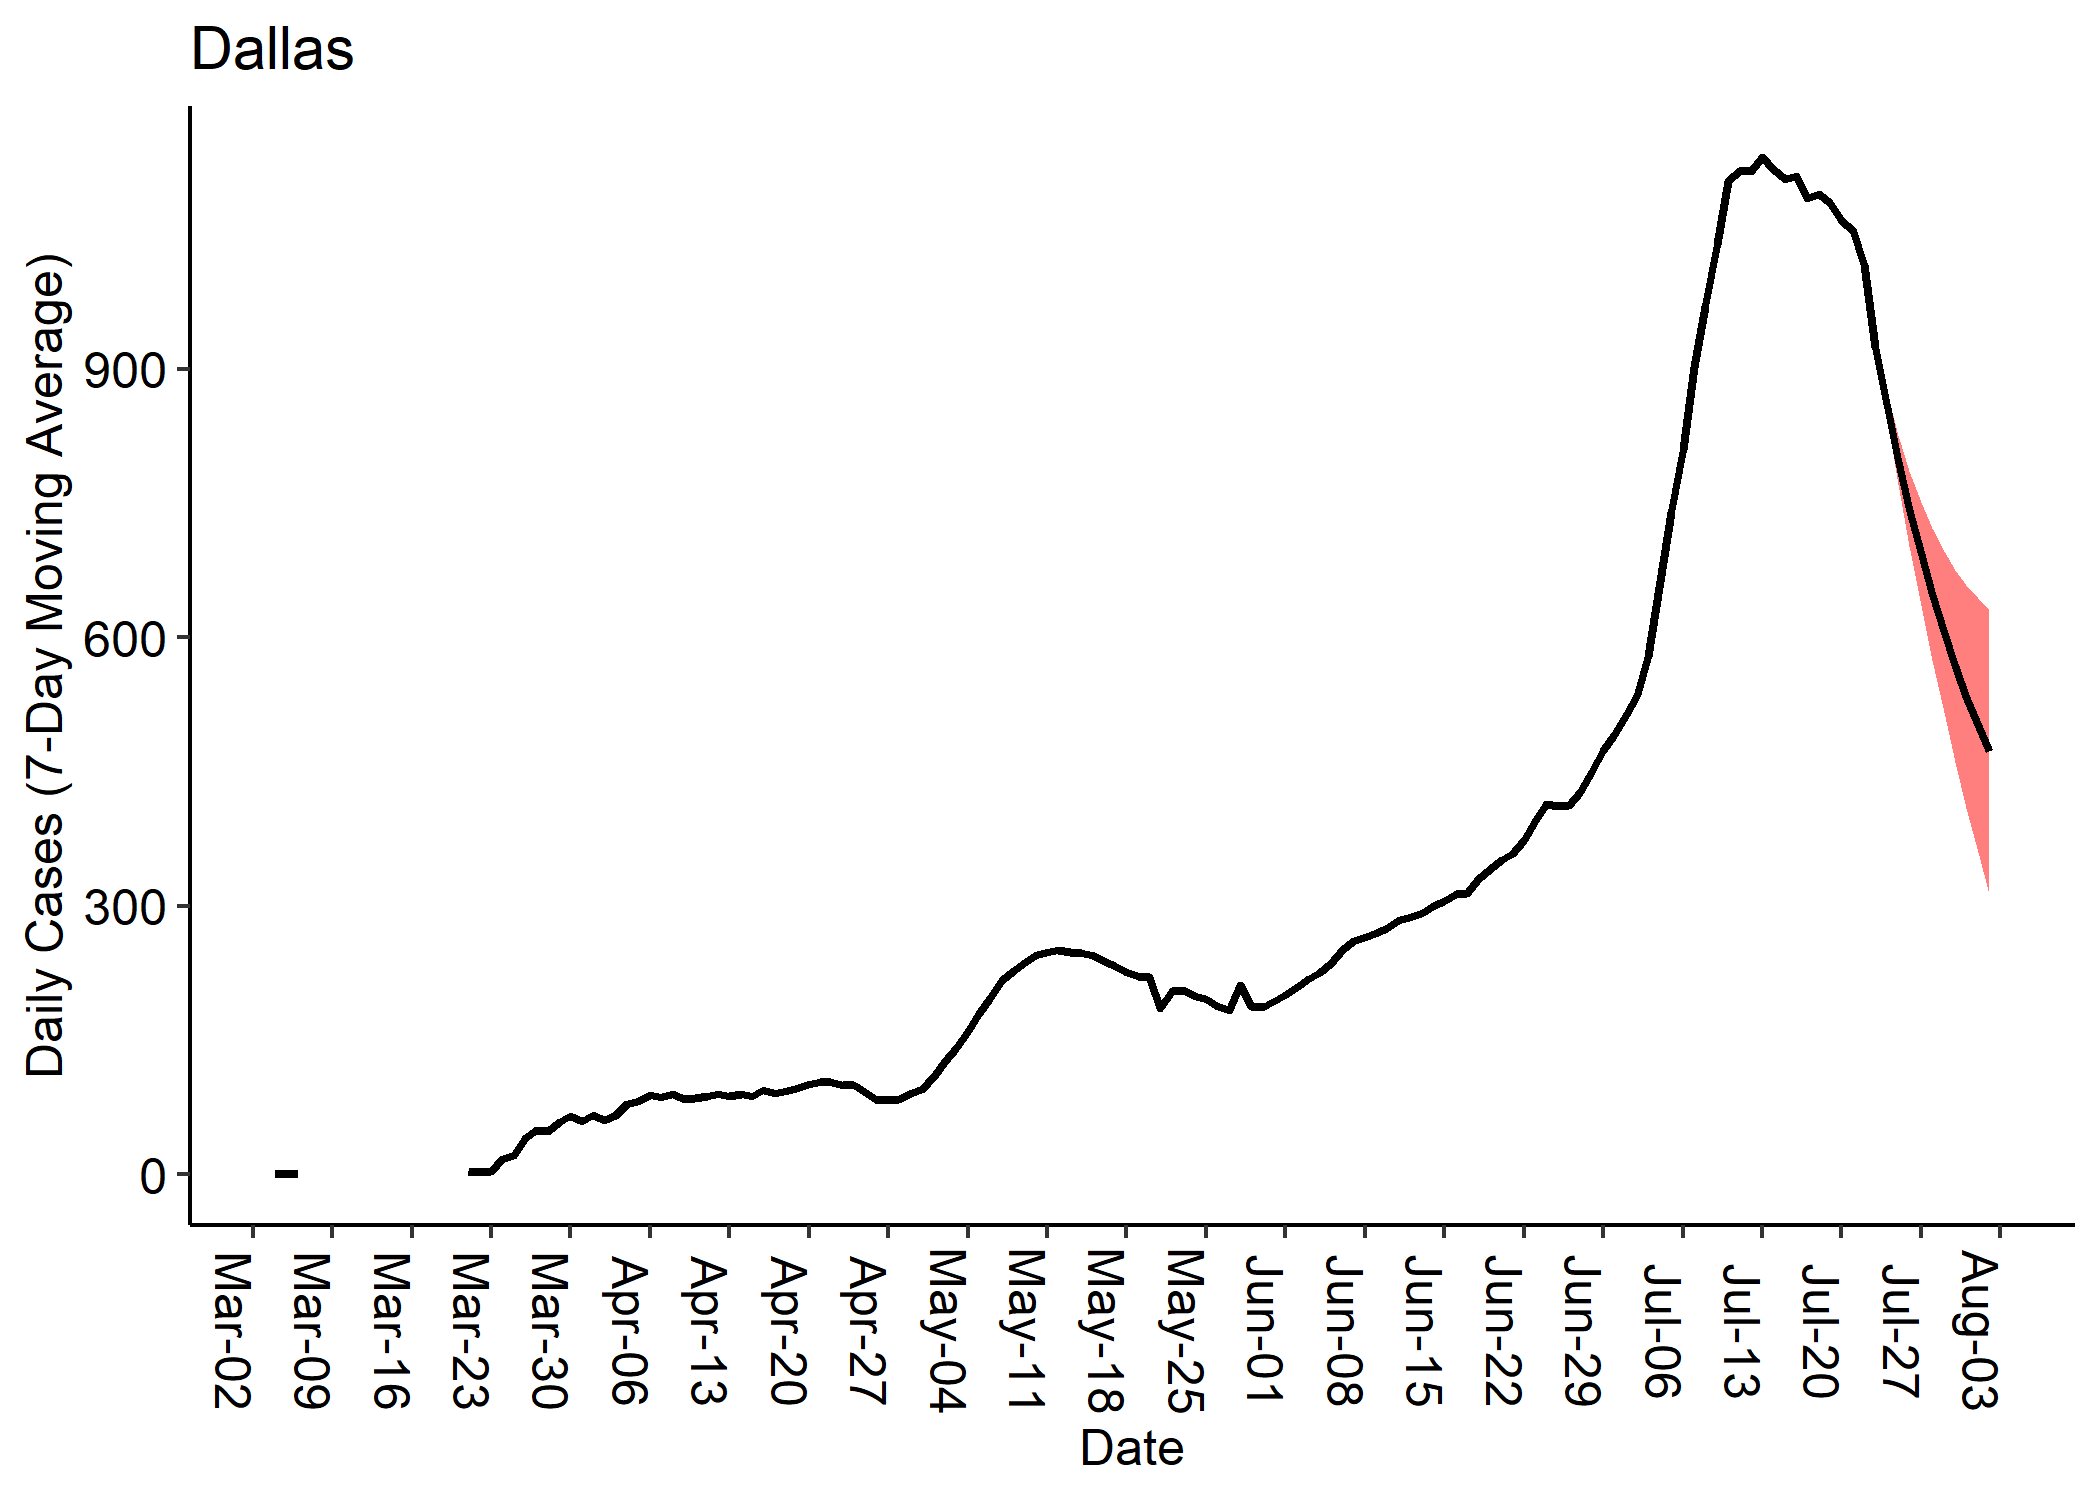 Dallas
Daily Cases (7-Day Moving Average)
900
600
300
0
Mar-02
Mar-09
Mar-16
Mar-23
Mar-30
Apr-06
Apr-13
Apr-20
Apr-27
May-04
May-11
May-18
May-25
Jun-01
Jun-08
Jun-15
Jun-22
Jun-29
Jul-06
Jul-13
Jul-20
Jul-27
Aug-03
Date